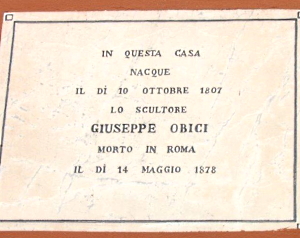 IN QUESTA CASA
NACQUE
IL DÌ 10 OTTOBRE 1807
LO SCULTORE
GIUSEPPE OBICI
MORTO IN ROMA
IL DÌ 14 MAGGIO 1878